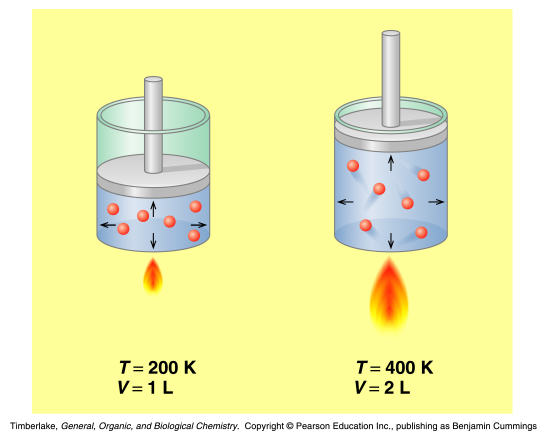 T = 200 K
V = 1 L
T = 400 K
V = 2 L
Timberlake, General, Organic, and Biological Chemistry. Copyright © Pearson Education Inc., publishing as Benjamin Cummings